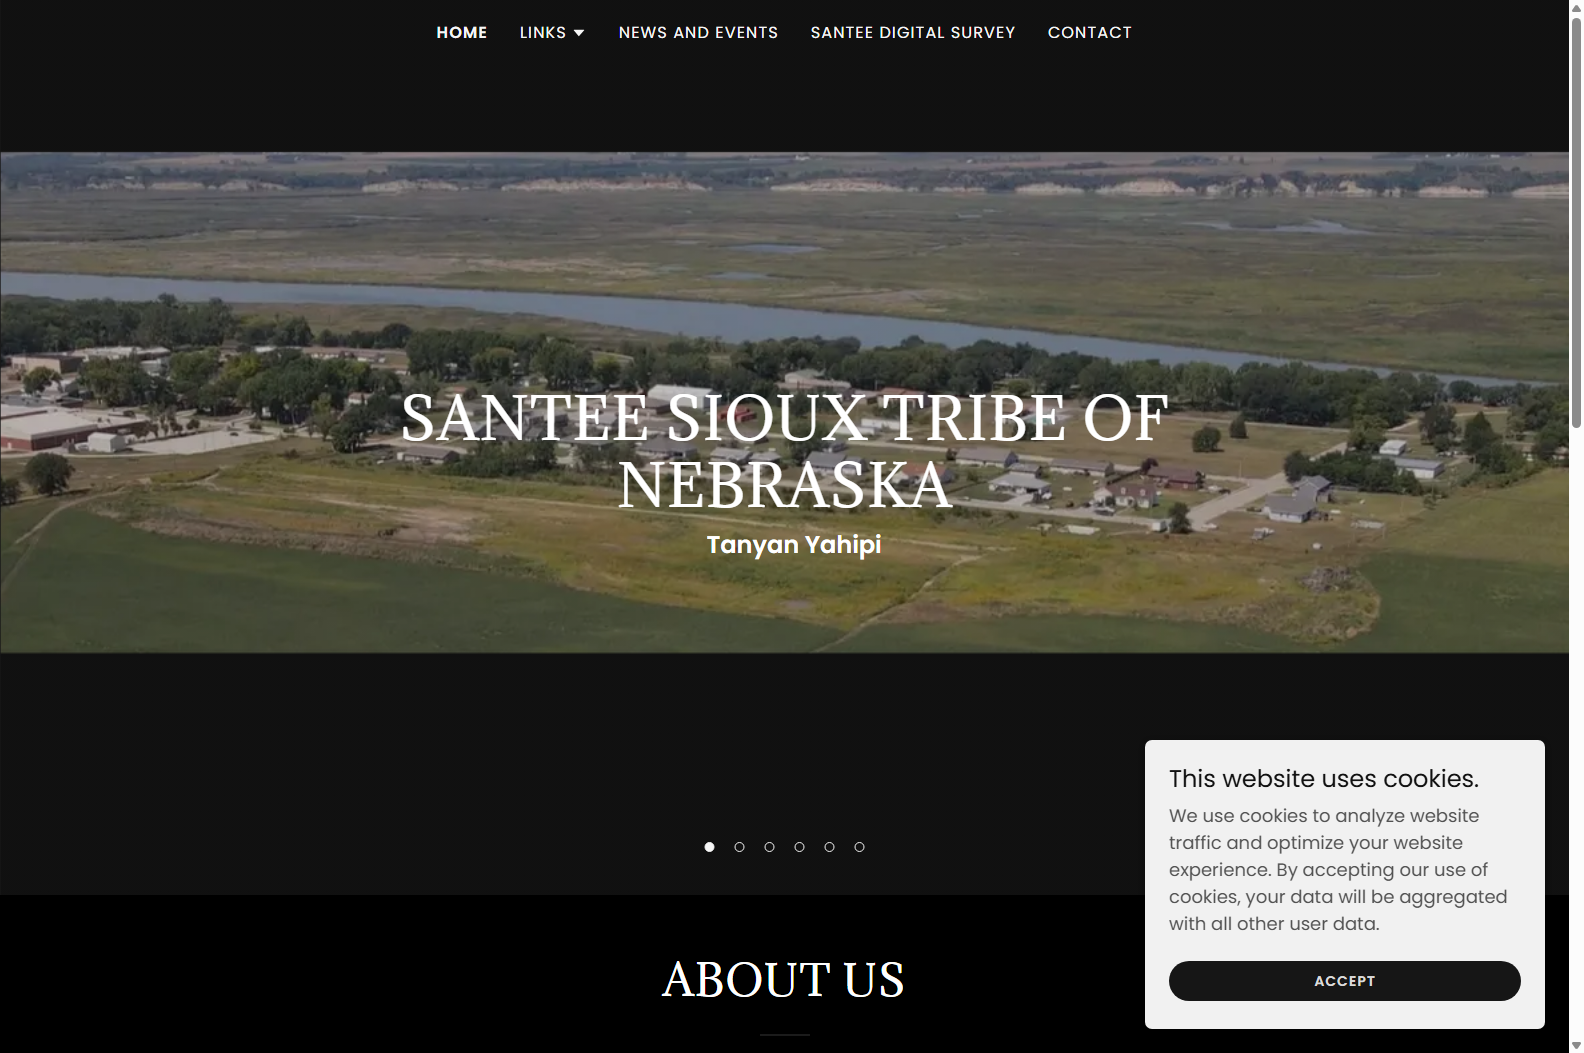 HOME LINKS NEWS AND EVENTS SANTEE DIGITAL SURVEY CONTACT
SANTEE SIOUX TRIBE OF
NEBRASKA
Tanyan Yahipi
This website uses cookies.
We use cookies to analyze website
traffic and optimize your website
experience. By accepting our use of
cookies, your data will be aggregated
with all other user data.
ACCEPT
ABOUT US